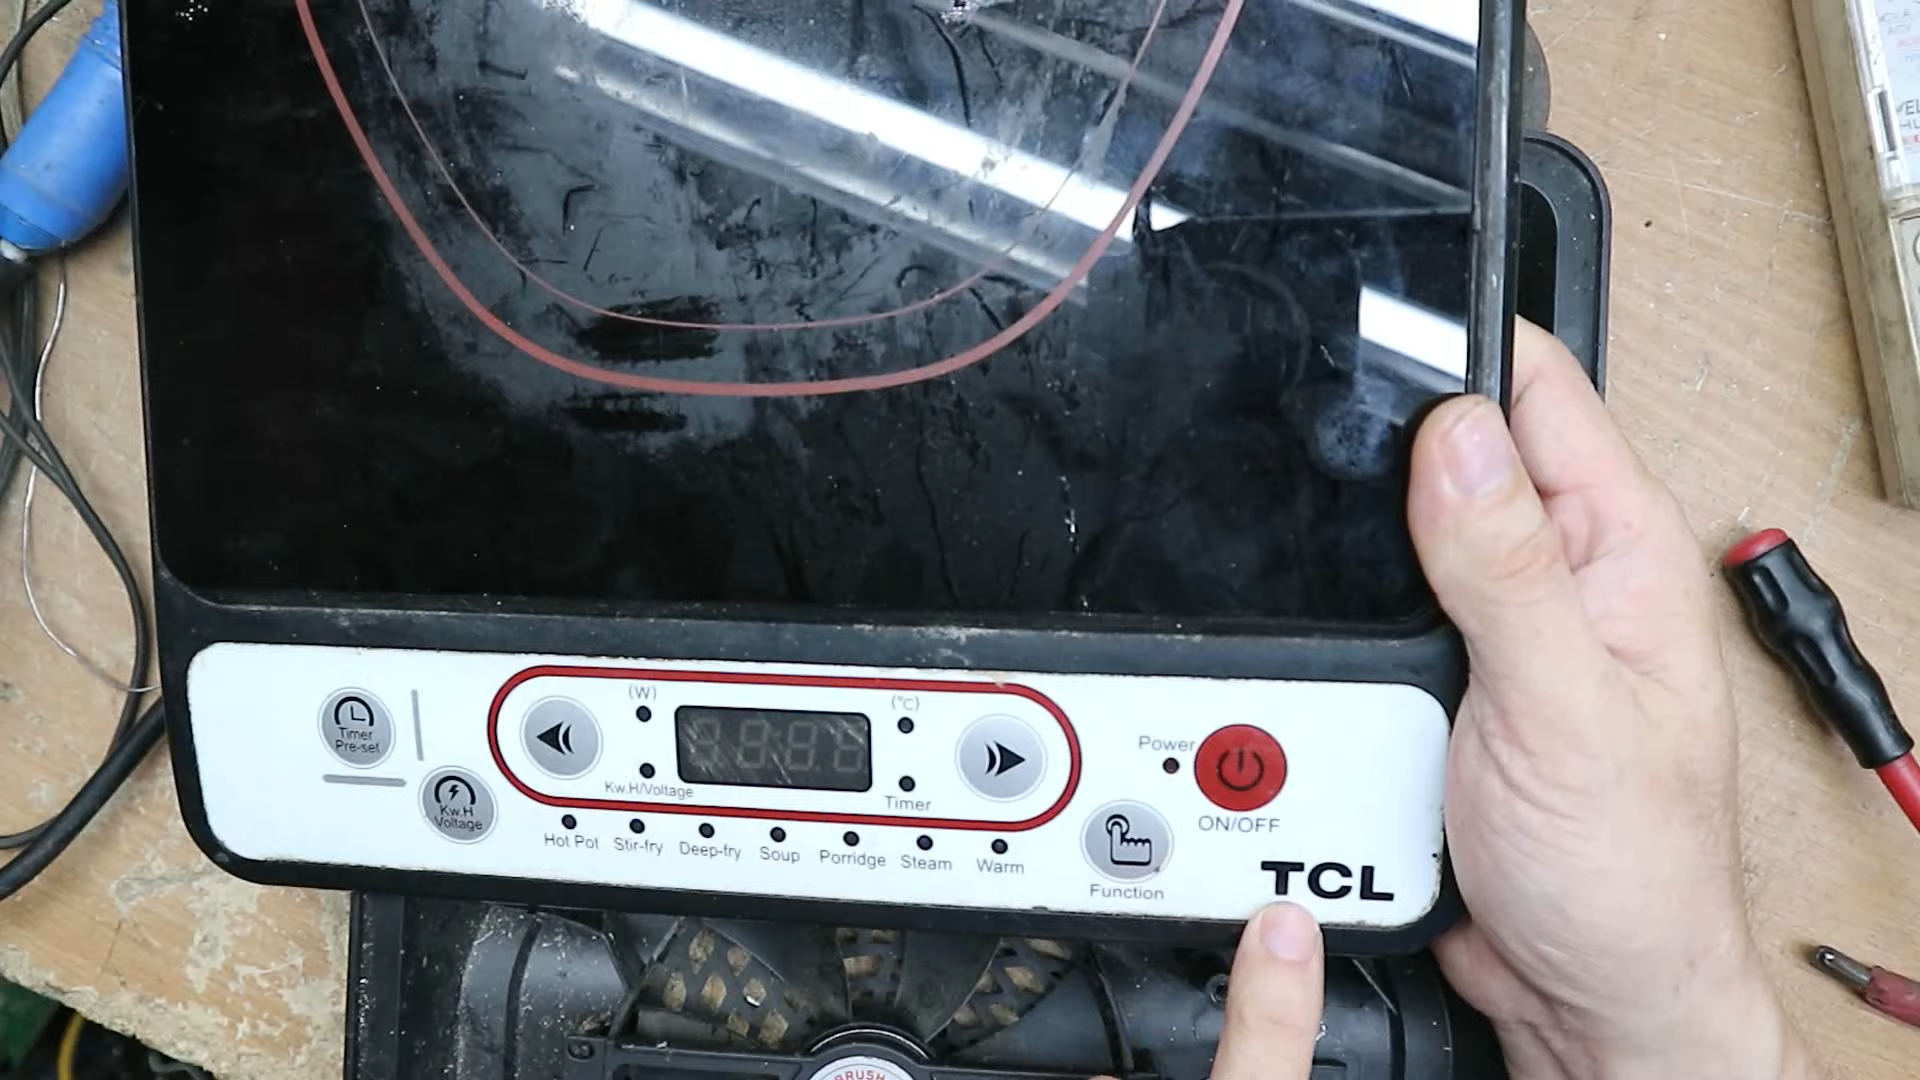 Timer
Pre-set
Kw.H
Voltage
(W)
(℃)
Kw.H/Voltage
Timer
Hot Pot
Stir-fry
Deep-fry
Soup
Porridge
Steam
Warm
Power
ON/OFF
Function
TCL
BRUSH